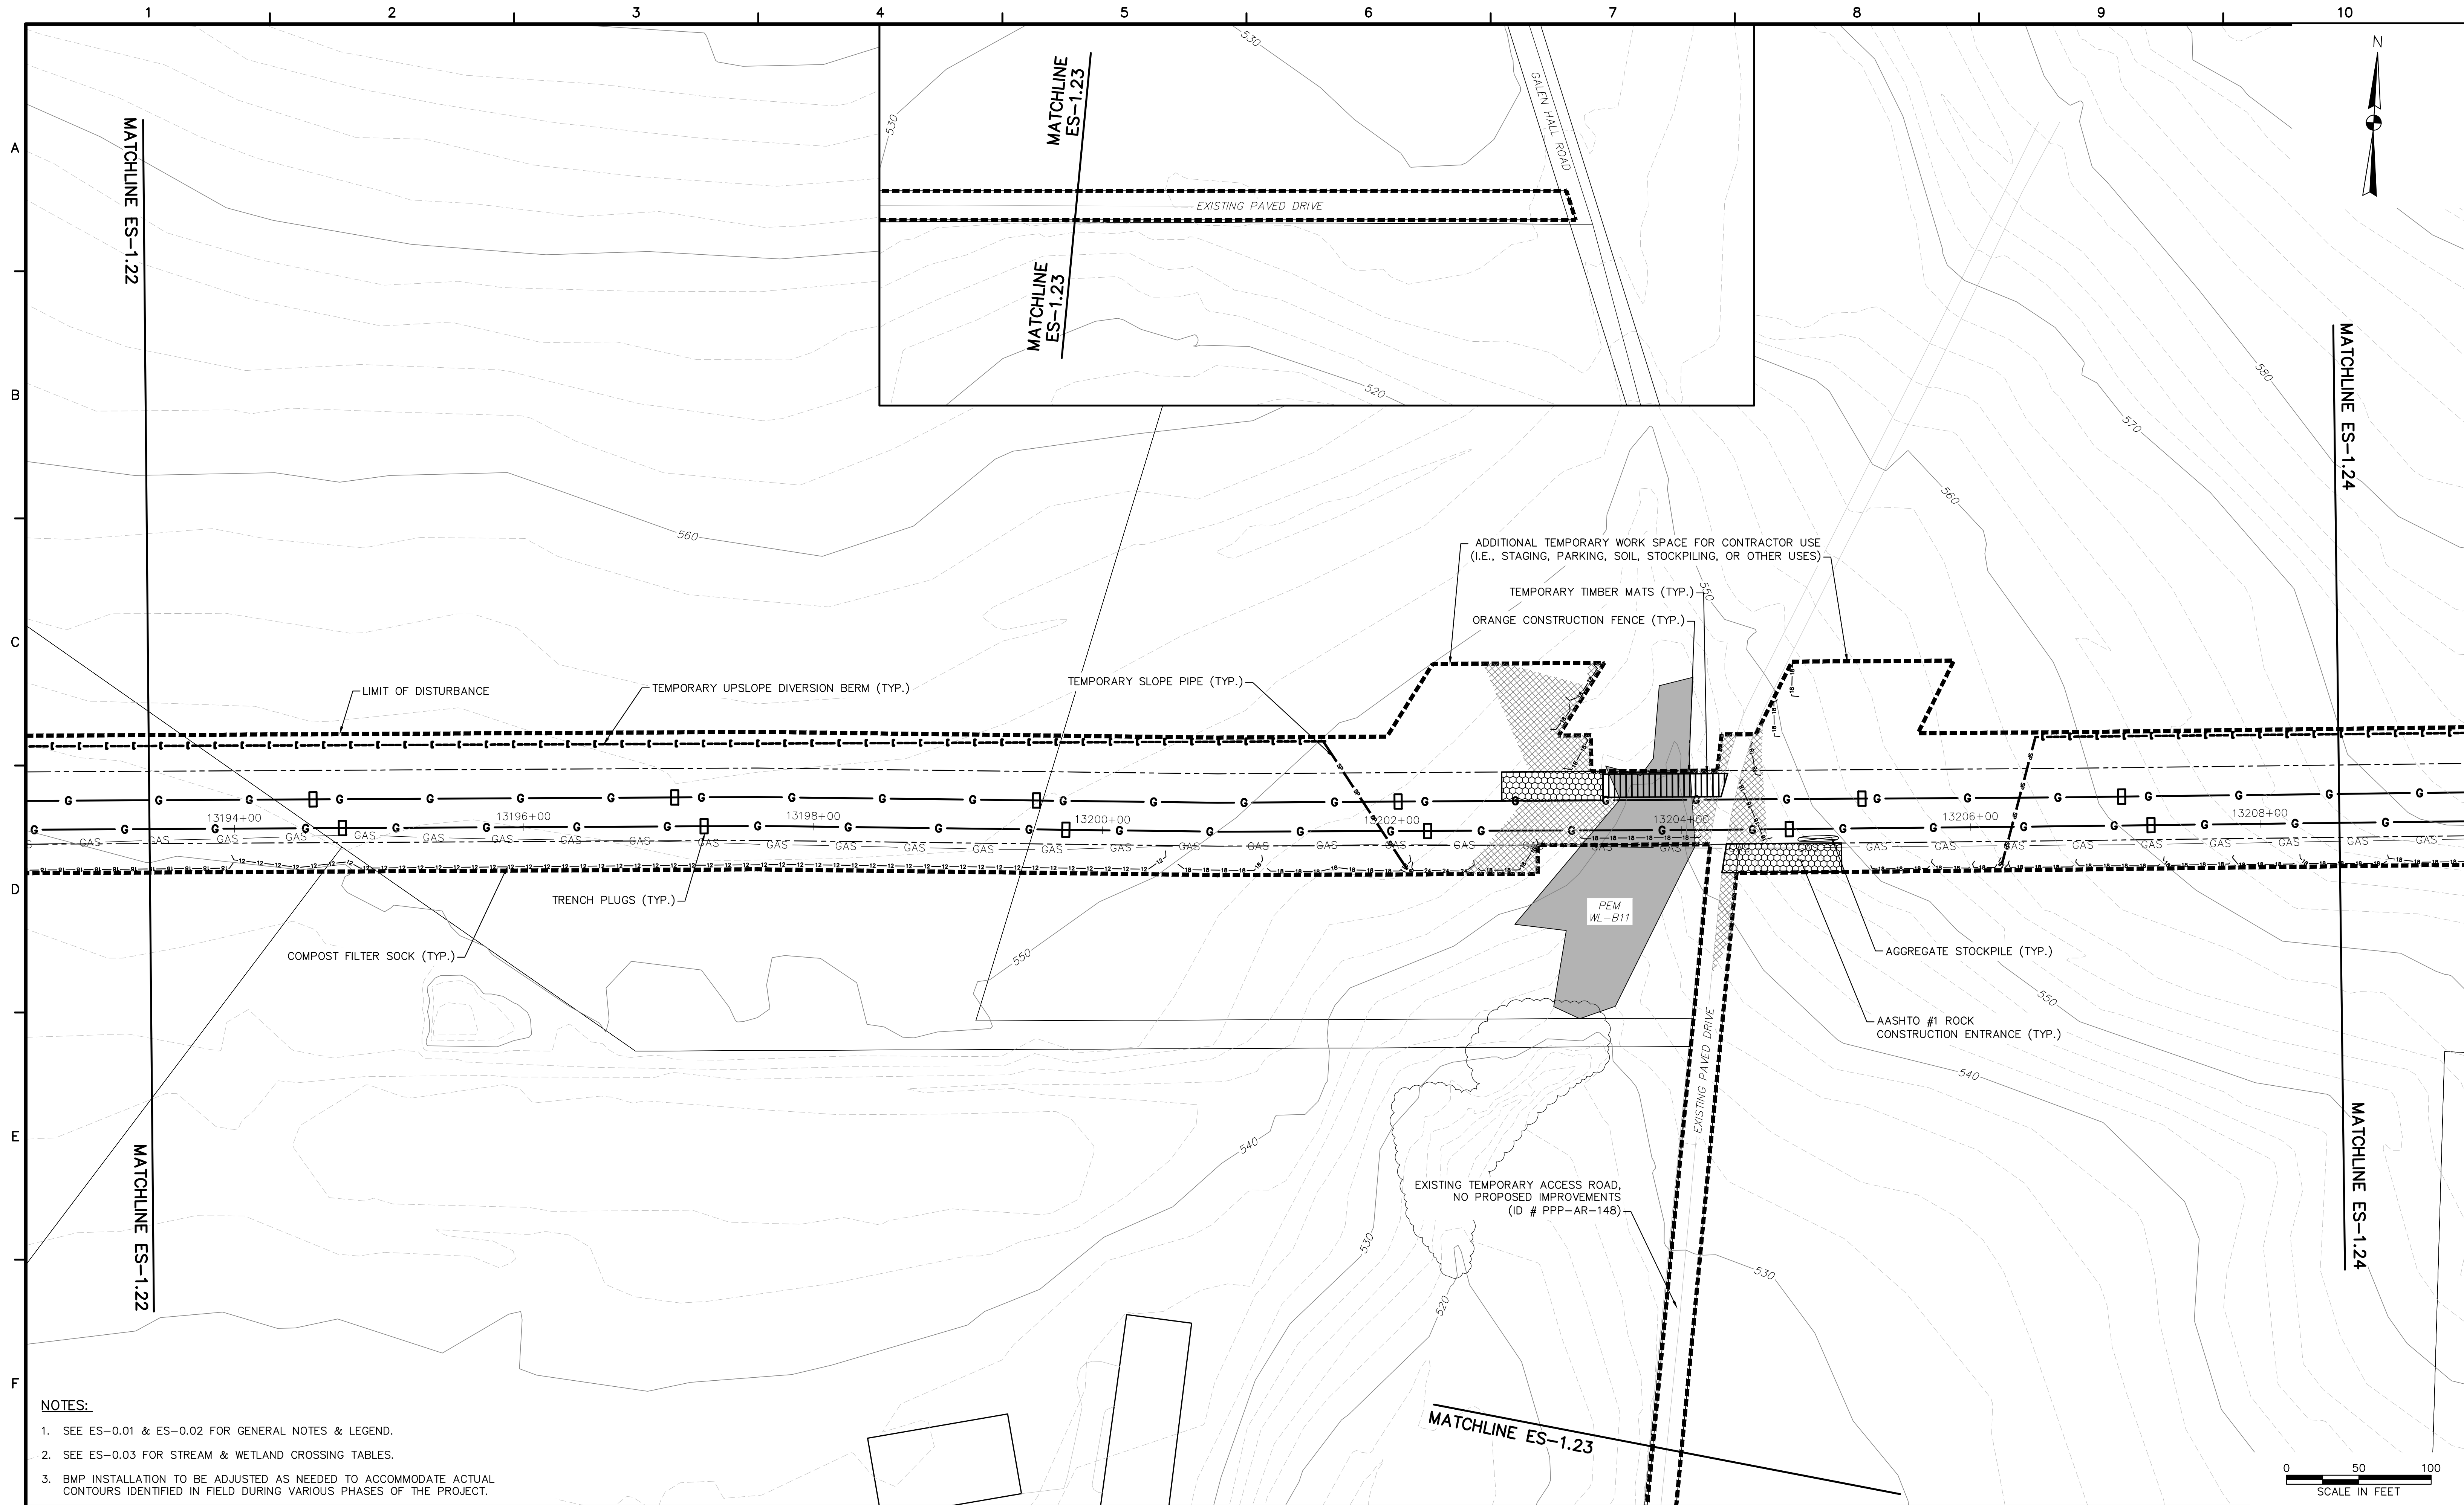 1 2 3 4 5 6 7 8 9 10
A
B
C
D
E
F
N
MATCHLINE ES-1.22
MATCHLINE ES-1.22
MATCHLINE
ES-1.23
MATCHLINE
ES-1.23
530
530
GALEN HALL ROAD
EXISTING PAVED DRIVE
520
MATCHLINE ES-1.24
MATCHLINE ES-1.24
580
570
560
560
550
ADDITIONAL TEMPORARY WORK SPACE FOR CONTRACTOR USE
(I.E., STAGING, PARKING, SOIL, STOCKPILING, OR OTHER USES)
TEMPORARY TIMBER MATS (TYP.)
ORANGE CONSTRUCTION FENCE (TYP.)
LIMIT OF DISTURBANCE
TEMPORARY UPSLOPE DIVERSION BERM (TYP.)
TEMPORARY SLOPE PIPE (TYP.)
13194+00
13196+00
13198+00
13200+00
13202+00
13204+00
13206+00
13208+00
G
GAS
12
18
24
SP
TRENCH PLUGS (TYP.)
COMPOST FILTER SOCK (TYP.)
PEM
WL-B11
AGGREGATE STOCKPILE (TYP.)
AASHTO #1 ROCK
CONSTRUCTION ENTRANCE (TYP.)
550
550
540
540
530
530
520
EXISTING PAVED DRIVE
EXISTING TEMPORARY ACCESS ROAD,
NO PROPOSED IMPROVEMENTS
(ID # PPP-AR-148)
MATCHLINE ES-1.23
NOTES:
1. SEE ES-0.01 & ES-0.02 FOR GENERAL NOTES & LEGEND.
2. SEE ES-0.03 FOR STREAM & WETLAND CROSSING TABLES.
3. BMP INSTALLATION TO BE ADJUSTED AS NEEDED TO ACCOMMODATE ACTUAL
CONTOURS IDENTIFIED IN FIELD DURING VARIOUS PHASES OF THE PROJECT.
0 50 100
SCALE IN FEET